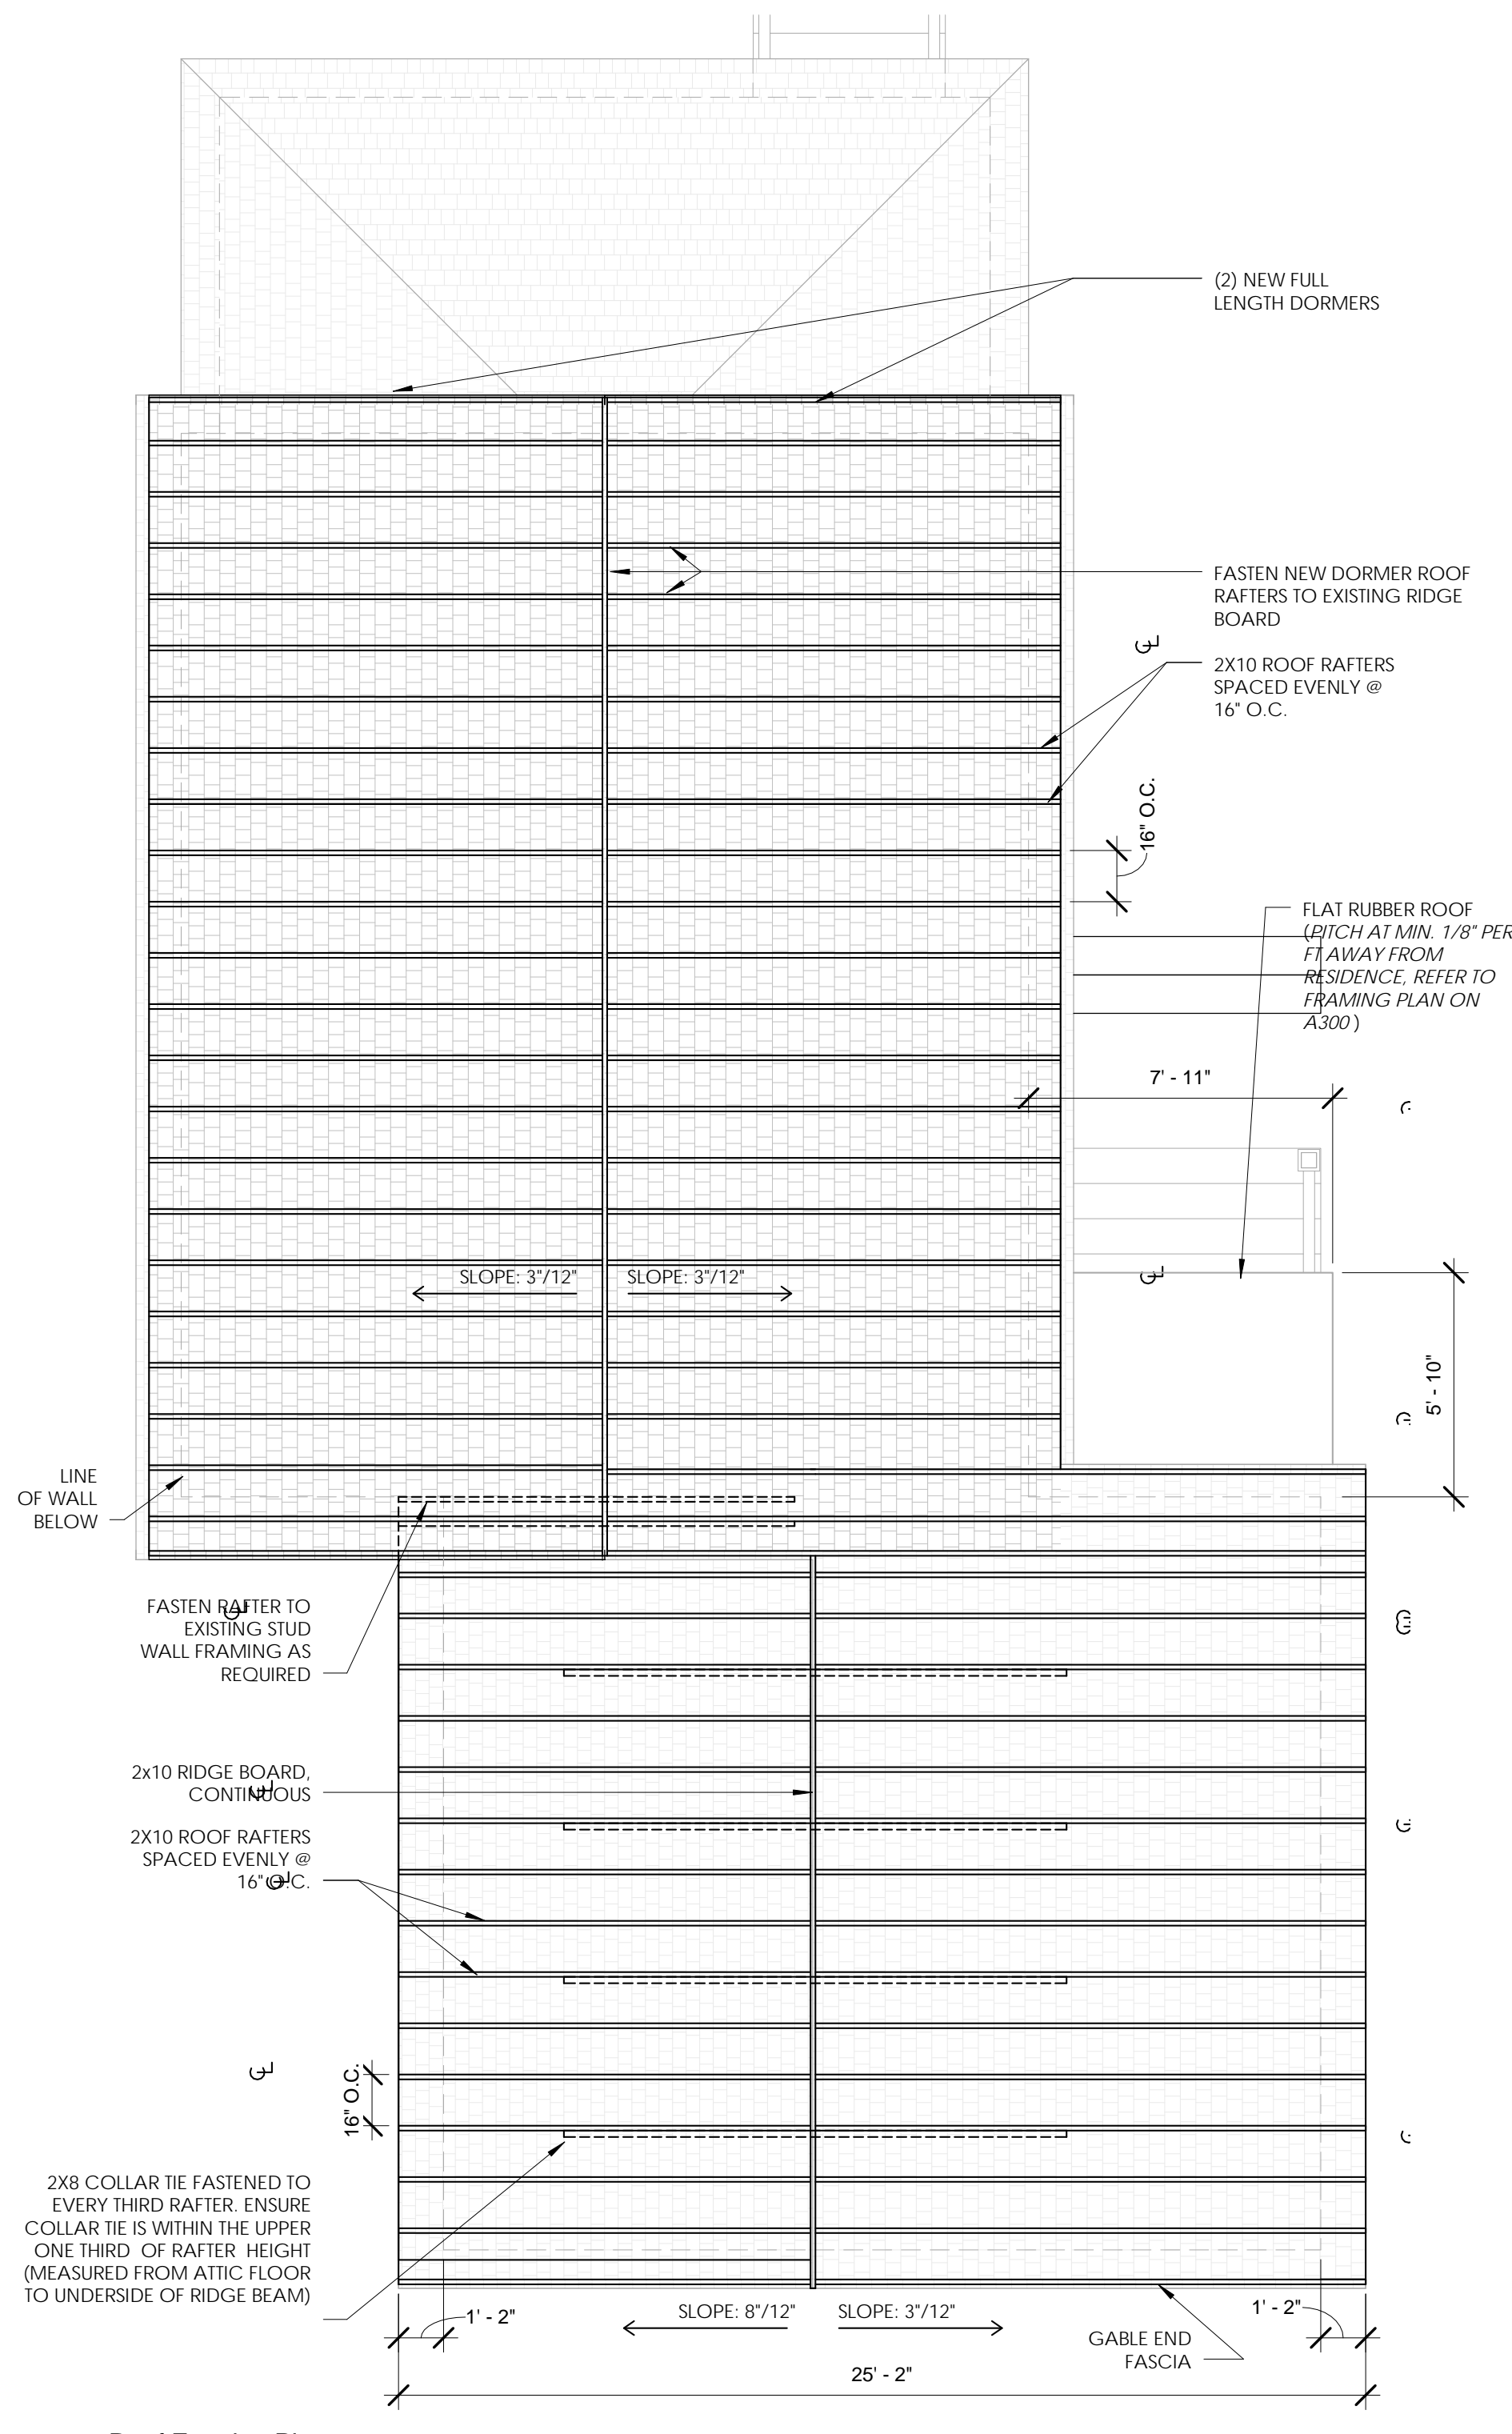 (2) NEW FULL
LENGTH DORMERS
FASTEN NEW DORMER ROOF
RAFTERS TO EXISTING RIDGE
BOARD
2X10 ROOF RAFTERS
SPACED EVENLY @
16" O.C.
16" O.C.
FLAT RUBBER ROOF
(PITCH AT MIN. 1/8" PER
FT AWAY FROM
RESIDENCE, REFER TO
FRAMING PLAN ON
A300 )
7' - 11"
SLOPE: 3"/12"
SLOPE: 3"/12"
5' - 10"
LINE
OF WALL
BELOW
FASTEN RAFTER TO
EXISTING STUD
WALL FRAMING AS
REQUIRED
2x10 RIDGE BOARD,
CONTINUOUS
2X10 ROOF RAFTERS
SPACED EVENLY @
16" O.C.
16" O.C.
2X8 COLLAR TIE FASTENED TO
EVERY THIRD RAFTER. ENSURE
COLLAR TIE IS WITHIN THE UPPER
ONE THIRD OF RAFTER HEIGHT
(MEASURED FROM ATTIC FLOOR
TO UNDERSIDE OF RIDGE BEAM)
1' - 2"
SLOPE: 8"/12"
SLOPE: 3"/12"
1' - 2"
GABLE END
FASCIA
25' - 2"